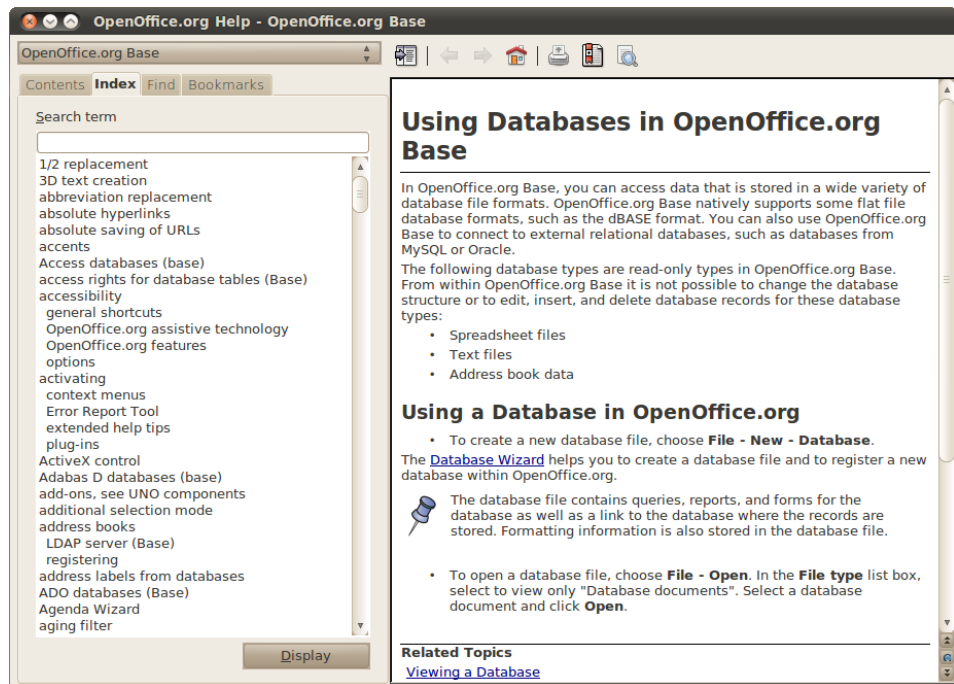 OpenOffice.org Help - OpenOffice.org Base
OpenOffice.org Base
Contents Index Find Bookmarks
Search term
1/2 replacement
3D text creation
abbreviation replacement
absolute hyperlinks
absolute saving of URLs
accents
Access databases (base)
access rights for database tables (Base)
accessibility
general shortcuts
OpenOffice.org assistive technology
OpenOffice.org features
options
activating
context menus
Error Report Tool
extended help tips
plug-ins
ActiveX control
Adabas D databases (base)
add-ons, see UNO components
additional selection mode
address books
LDAP server (Base)
registering
address labels from databases
ADO databases (Base)
Agenda Wizard
aging filter
Display
Using Databases in OpenOffice.org
Base
In OpenOffice.org Base, you can access data that is stored in a wide variety of
database file formats. OpenOffice.org Base natively supports some flat file
database formats, such as the dBASE format. You can also use OpenOffice.org
Base to connect to external relational databases, such as databases from
MySQL or Oracle.
The following database types are read-only types in OpenOffice.org Base.
From within OpenOffice.org Base it is not possible to change the database
structure or to edit, insert, and delete database records for these database
types:
• Spreadsheet files
• Text files
• Address book data
Using a Database in OpenOffice.org
• To create a new database file, choose File - New - Database.
The Database Wizard helps you to create a database file and to register a new
database within OpenOffice.org.
The database file contains queries, reports, and forms for the
database as well as a link to the database where the records are
stored. Formatting information is also stored in the database file.
• To open a database file, choose File - Open. In the File type list box,
select to view only "Database documents". Select a database
document and click Open.
Related Topics
Viewing a Database